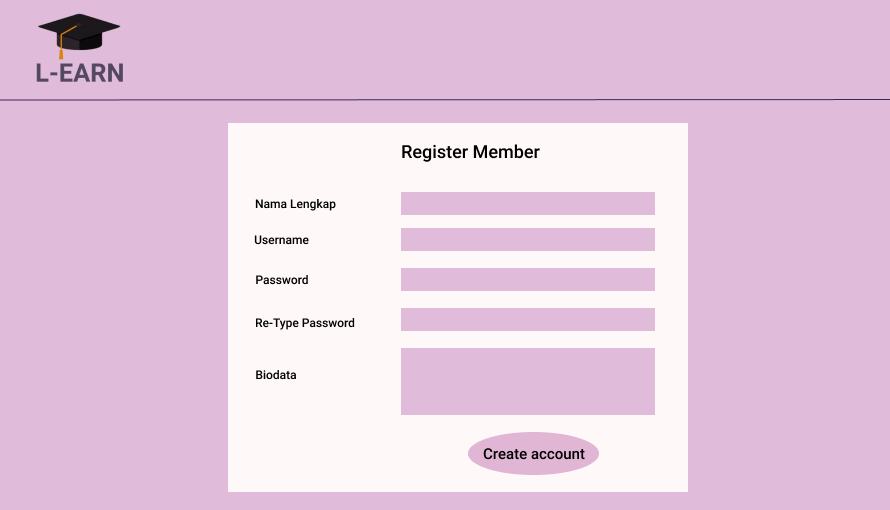 L-EARN
Register Member
Nama Lengkap
Username
Password
Re-Type Password
Biodata
Create account